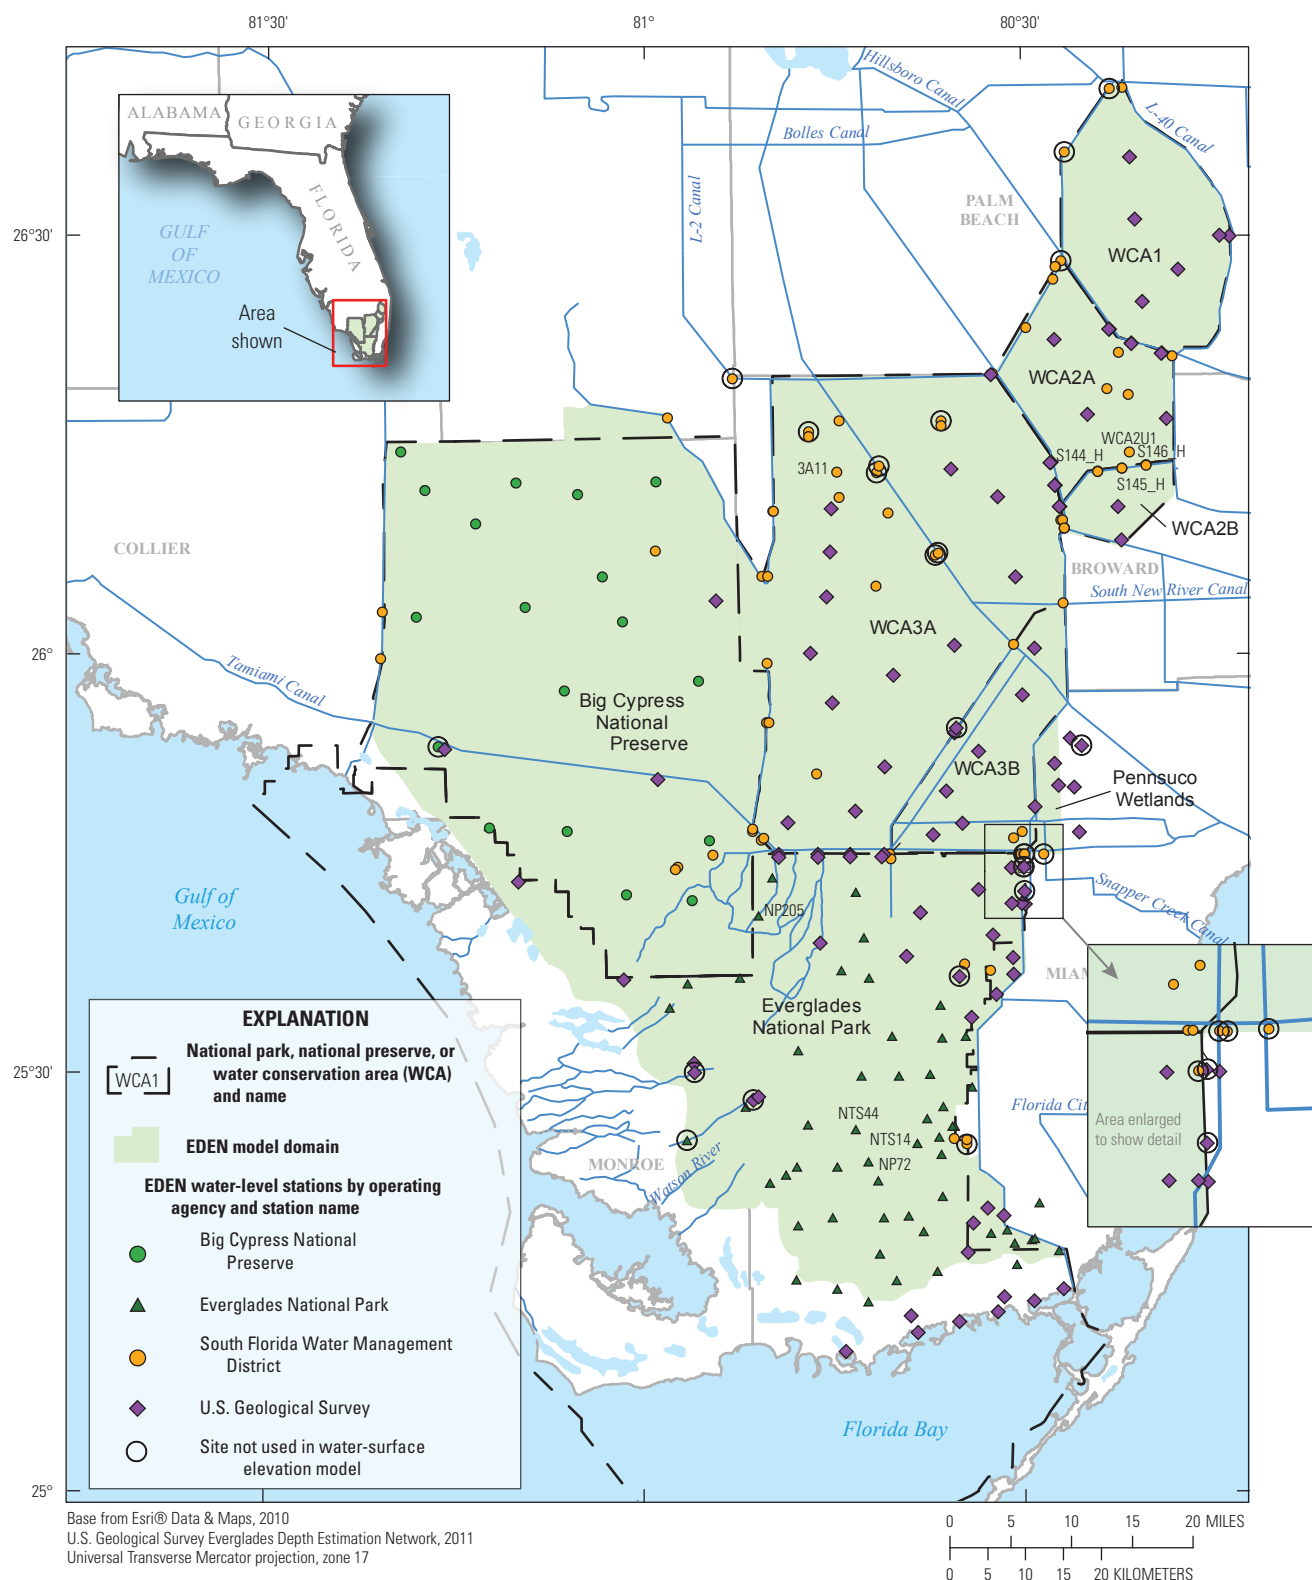 81°30'
81°
80°30'
Hillsboro Canal
L-40 Canal
ALABAMA
GEORGIA
Bolles Canal
FLORIDA
L-2 Canal
PALM
BEACH
26°30'
GULF
OF
MEXICO
WCA1
Area
shown
WCA2A
WCA2U1
S144_H
S146_H
3A11
S145_H
WCA2B
COLLIER
BROWARD
South New River Canal
WCA3A
26°
Tamiami Canal
Big Cypress
National
Preserve
WCA3B
Pennsuco
Wetlands
Gulf of
Mexico
Snapper Creek Canal
NP205
MIAM
Everglades
National Park
EXPLANATION
WCA1
National park, national preserve, or
water conservation area (WCA)
and name
25°30'
NTS44
Florida Cit
Area enlarged
to show detail
NTS14
EDEN model domain
NP72
MONROE
Watson River
EDEN water-level stations by operating
agency and station name
Big Cypress National
Preserve
Everglades National Park
South Florida Water Management
District
U.S. Geological Survey
Florida Bay
Site not used in water-surface
elevation model
25°
Base from Esri® Data & Maps, 2010
U.S. Geological Survey Everglades Depth Estimation Network, 2011
Universal Transverse Mercator projection, zone 17
0 5 10 15 20 MILES
0 5 10 15 20 KILOMETERS